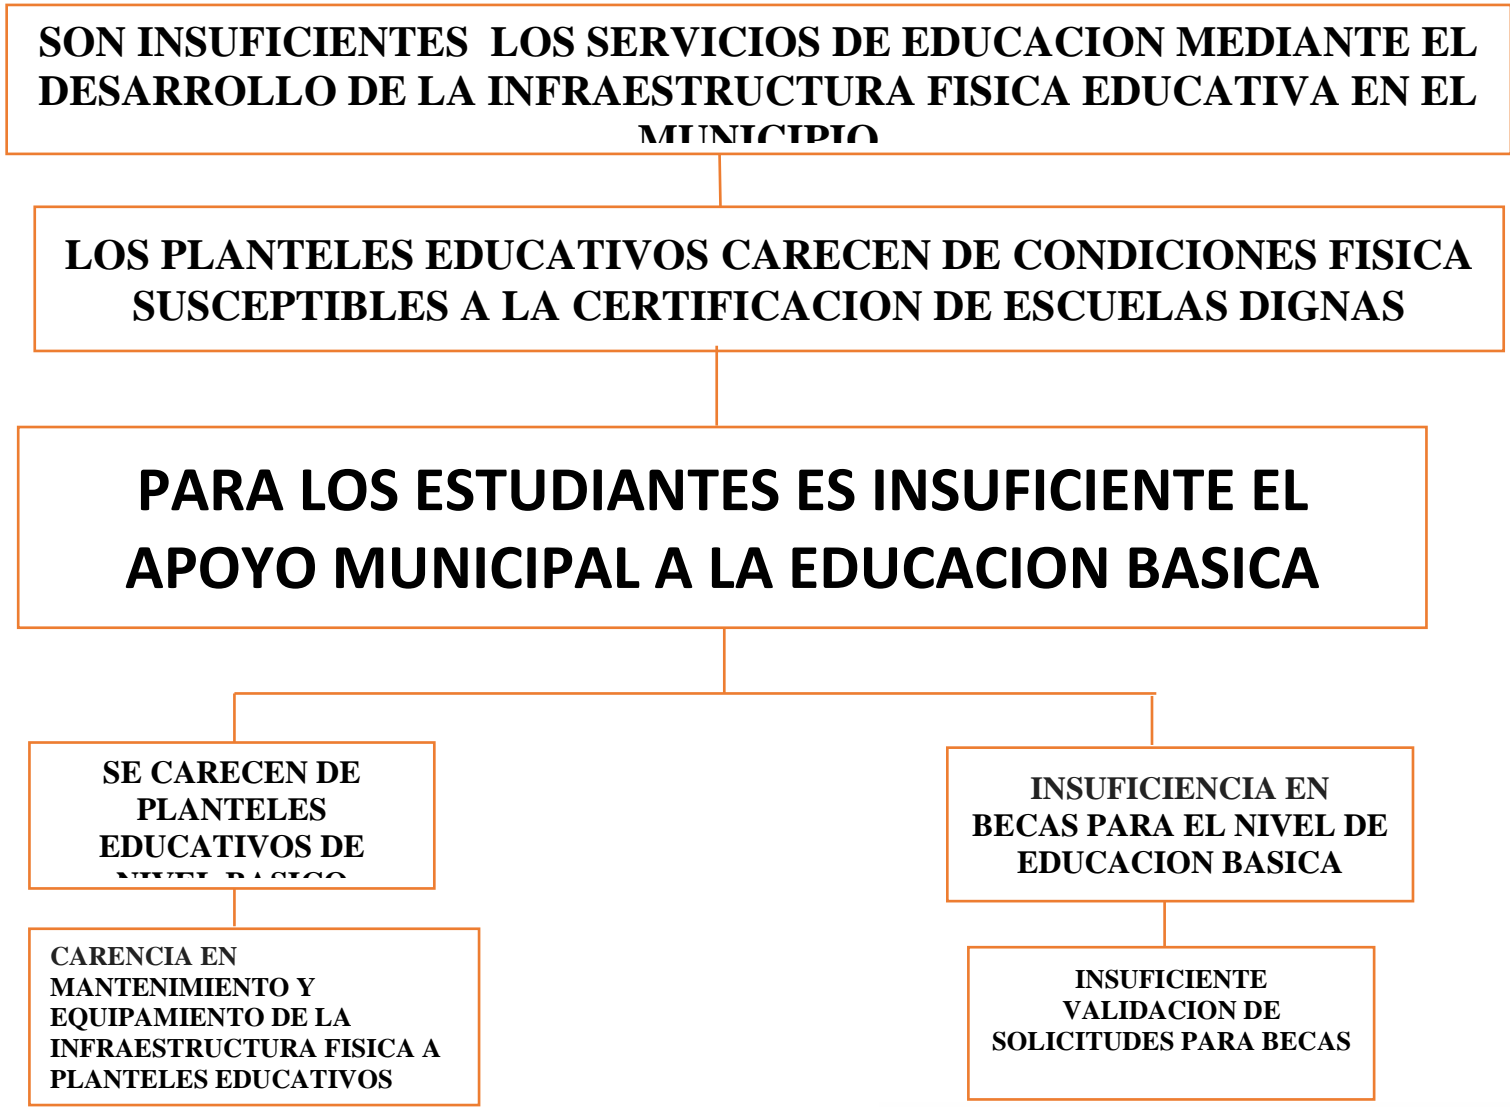 SON INSUFICIENTES LOS SERVICIOS DE EDUCACION MEDIANTE EL
DESARROLLO DE LA INFRAESTRUCTURA FISICA EDUCATIVA EN EL
MUNICIPIO
LOS PLANTELES EDUCATIVOS CARECEN DE CONDICIONES FISICA
SUSCEPTIBLES A LA CERTIFICACION DE ESCUELAS DIGNAS
PARA LOS ESTUDIANTES ES INSUFICIENTE EL
APOYO MUNICIPAL A LA EDUCACION BASICA
SE CARECEN DE
PLANTELES
EDUCATIVOS DE
NIVEL BASICO
INSUFICIENCIA EN
BECAS PARA EL NIVEL DE
EDUCACION BASICA
CARENCIA EN
MANTENIMIENTO Y
EQUIPAMIENTO DE LA
INFRAESTRUCTURA FISICA A
PLANTELES EDUCATIVOS
INSUFICIENTE
VALIDACION DE
SOLICITUDES PARA BECAS